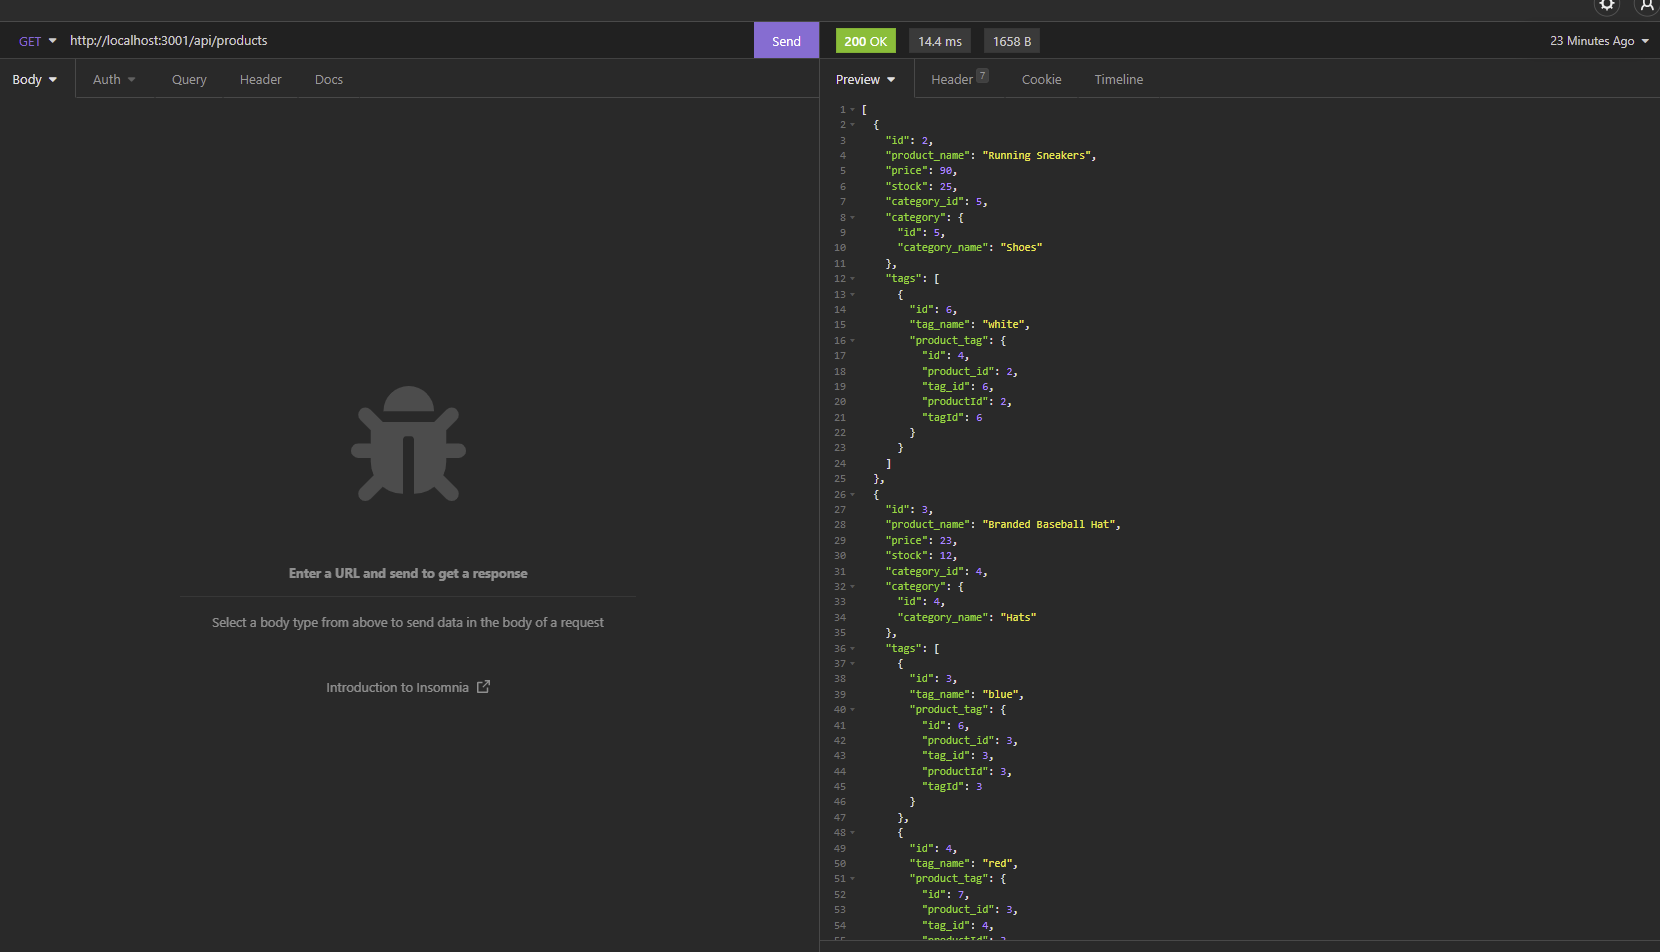 GET http://localhost:3001/api/products Send 200 OK 14.4 ms 1658 B 23 Minutes Ago
Body Auth Query Header Docs
Enter a URL and send to get a response
Select a body type from above to send data in the body of a request
Introduction to Insomnia
Preview Header 7 Cookie Timeline
1 [
2 {
3 "id": 2,
4 "product_name": "Running Sneakers",
5 "price": 90,
6 "stock": 25,
7 "category_id": 5,
8 "category": {
9 "id": 5,
10 "category_name": "Shoes"
11 },
12 "tags": [
13 {
14 "id": 6,
15 "tag_name": "white",
16 "product_tag": {
17 "id": 4,
18 "product_id": 2,
19 "tag_id": 6,
20 "productId": 2,
21 "tagId": 6
22 }
23 }
24 ]
25 },
26 {
27 "id": 3,
28 "product_name": "Branded Baseball Hat",
29 "price": 23,
30 "stock": 12,
31 "category_id": 4,
32 "category": {
33 "id": 4,
34 "category_name": "Hats"
35 },
36 "tags": [
37 {
38 "id": 3,
39 "tag_name": "blue",
40 "product_tag": {
41 "id": 6,
42 "product_id": 3,
43 "tag_id": 3,
44 "productId": 3,
45 "tagId": 3
46 }
47 },
48 {
49 "id": 4,
50 "tag_name": "red",
51 "product_tag": {
52 "id": 7,
53 "product_id": 3,
54 "tag_id": 4,